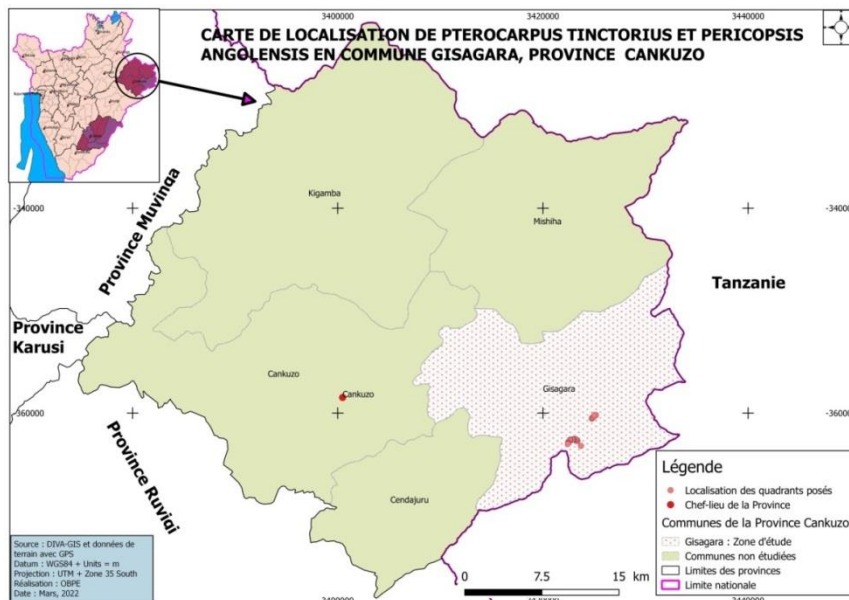 3400000
3420000
3440000
CARTE DE LOCALISATION DE PTEROCARPUS TINCTORIUS ET PERICOPSIS
ANGOLENSIS EN COMMUNE GISAGARA, PROVINCE CANKUZO
Province Muyinga
Kigamba
Mishiha
-340000
-340000
Tanzanie
Province
Karusi
Cankuzo
Cankuzo
Gisagara
-360000
-360000
Province Ruyigi
Cendajuru
Légende
Localisation des quadrants posés
Chef-lieu de la Province
Communes de la Province Cankuzo
Gisagara : Zone d'étude
Communes non étudiées
Limites des provinces
Limite nationale
Source : DIVA-GIS et données de
terrain avec GPS
Datum : WGS84 + Units = m
Projection : UTM + Zone 35 South
Réalisation : OBPE
Date : Mars, 2022
0 7.5 15 km